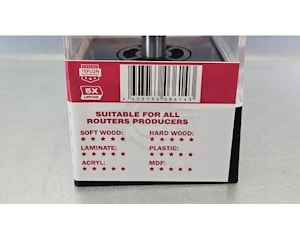 TEFLON
5X
SUITABLE FOR ALL
ROUTERS PRODUCERS
SOFT WOOD: HARD WOOD:
★ ★ ★ ★ ★ ★ ★ ★ ★ ★
LAMINATE: PLASTIC:
★ ★ ★ ★ ★ ★ ★ ★ ★ ★
ACRYL: MDF:
★ ★ ★ ★ ★ ★ ★ ★ ★ ★